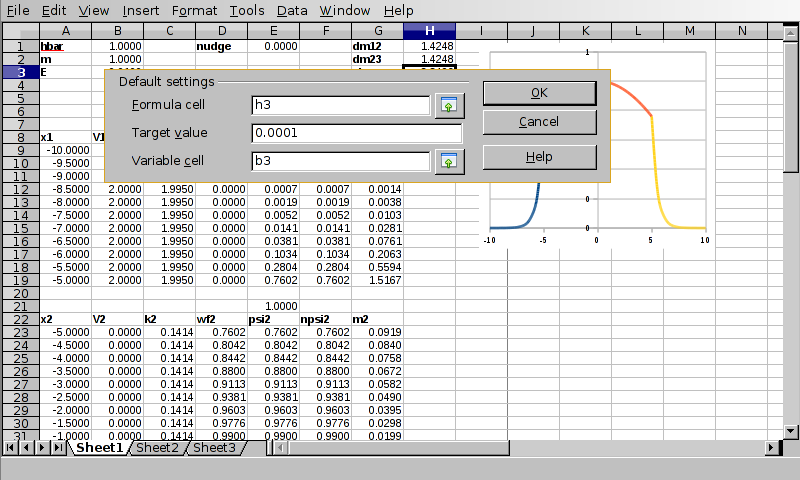 File Edit View Insert Format Tools Data Window Help
A B C D E F G H I J K L M N
1 hbar 1.0000 nudge 0.0000 dm12 1.4248
2 m 1.0000 dm23 1.4248
3 E
4
5
6
7
8 x1 V1
9 -10.0000
10 -9.5000
11 -9.0000
12 -8.5000 2.0000 1.9950 0.0000 0.0007 0.0007 0.0014
13 -8.0000 2.0000 1.9950 0.0000 0.0019 0.0019 0.0038
14 -7.5000 2.0000 1.9950 0.0000 0.0052 0.0052 0.0103
15 -7.0000 2.0000 1.9950 0.0000 0.0141 0.0141 0.0281
16 -6.5000 2.0000 1.9950 0.0000 0.0381 0.0381 0.0761
17 -6.0000 2.0000 1.9950 0.0000 0.1034 0.1034 0.2063
18 -5.5000 2.0000 1.9950 0.0000 0.2804 0.2804 0.5594
19 -5.0000 2.0000 1.9950 0.0000 0.7602 0.7602 1.5167
20
21 1.0000
22 x2 V2 k2 wf2 psi2 npsi2 m2
23 -5.0000 0.0000 0.1414 0.7602 0.7602 0.7602 0.0919
24 -4.5000 0.0000 0.1414 0.8042 0.8042 0.8042 0.0840
25 -4.0000 0.0000 0.1414 0.8442 0.8442 0.8442 0.0758
26 -3.5000 0.0000 0.1414 0.8800 0.8800 0.8800 0.0672
27 -3.0000 0.0000 0.1414 0.9113 0.9113 0.9113 0.0582
28 -2.5000 0.0000 0.1414 0.9381 0.9381 0.9381 0.0490
29 -2.0000 0.0000 0.1414 0.9603 0.9603 0.9603 0.0395
30 -1.5000 0.0000 0.1414 0.9776 0.9776 0.9776 0.0298
31 -1.0000 0.0000 0.1414 0.9900 0.9900 0.9900 0.0199
Default settings
Formula cell h3
Target value 0.0001
Variable cell b3
OK
Cancel
Help
1
0
0
-10 -5 0 5 10
Sheet1 Sheet2 Sheet3